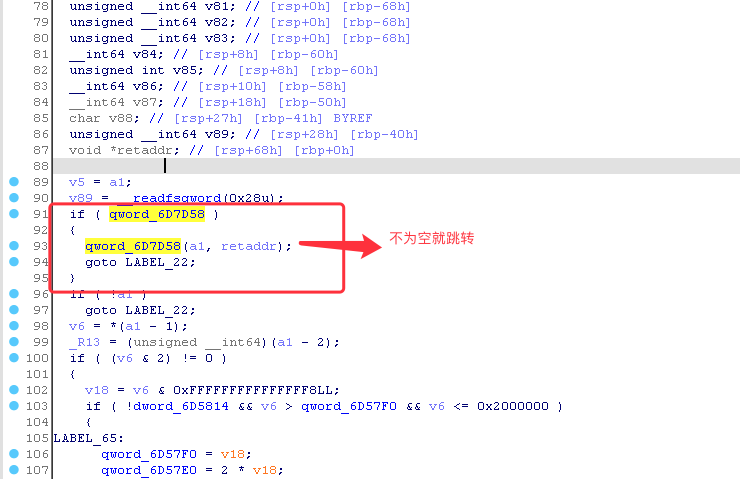 78 unsigned __int64 v81; // [rsp+0h] [rbp-68h]
79 unsigned __int64 v82; // [rsp+0h] [rbp-68h]
80 unsigned __int64 v83; // [rsp+0h] [rbp-68h]
81 __int64 v84; // [rsp+8h] [rbp-60h]
82 unsigned int v85; // [rsp+8h] [rbp-60h]
83 __int64 v86; // [rsp+10h] [rbp-58h]
84 __int64 v87; // [rsp+18h] [rbp-50h]
85 char v88; // [rsp+27h] [rbp-41h] BYREF
86 unsigned __int64 v89; // [rsp+28h] [rbp-40h]
87 void *retaddr; // [rsp+68h] [rbp+0h]
88
89 v5 = a1;
90 v89 = __readfsqword(0x28u);
91 if ( qword_6D7D58 )
92 {
93 qword_6D7D58(a1, retaddr); 不为空就跳转
94 goto LABEL_22;
95 }
96 if ( !a1 )
97 goto LABEL_22;
98 v6 = *(a1 - 1);
99 _R13 = (unsigned __int64)(a1 - 2);
100 if ( (v6 & 2) != 0 )
101 {
102 v18 = v6 & 0xFFFFFFFFFFFFFFF8LL;
103 if ( !dword_6D5814 && v6 > qword_6D57F0 && v6 <= 0x2000000 )
104 {
105 LABEL_65:
106 qword_6D57F0 = v18;
107 qword_6D57E0 = 2 * v18;